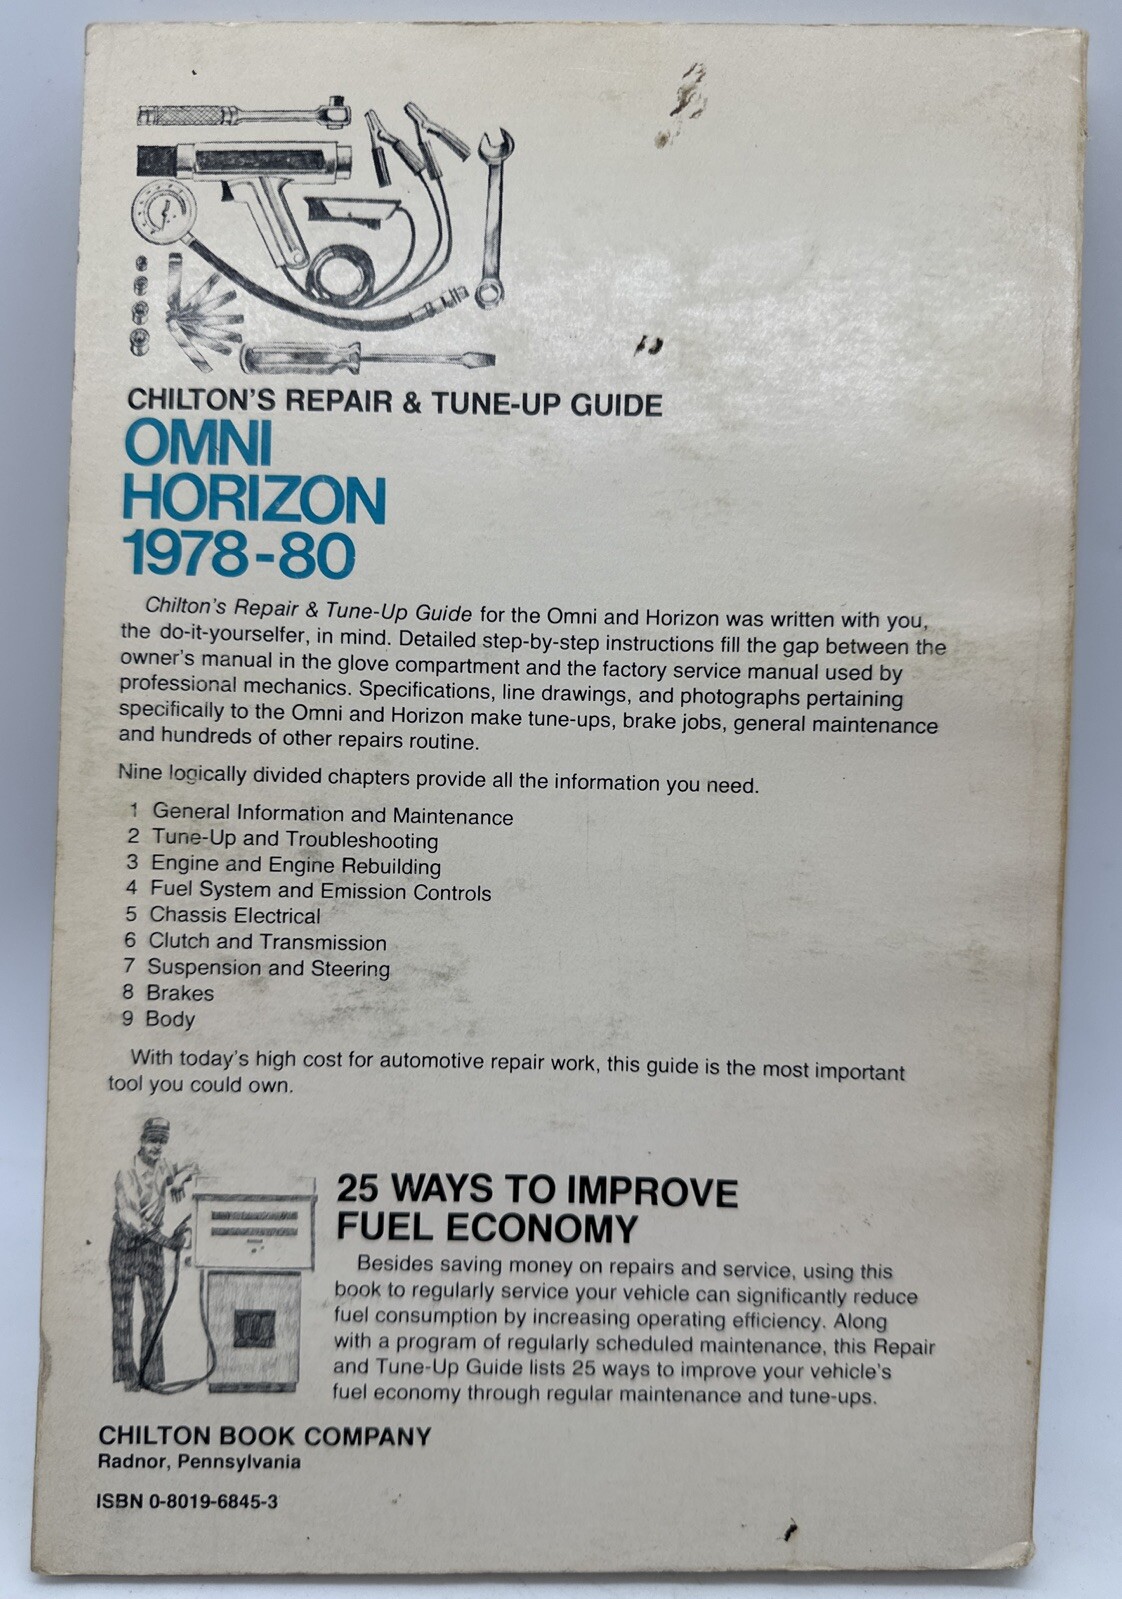 CHILTON'S REPAIR & TUNE-UP GUIDE
OMNI
HORIZON
1978-80
Chilton's Repair & Tune-Up Guide for the Omni and Horizon was written with you,
the do-it-yourselfer, in mind. Detailed step-by-step instructions fill the gap between the
owner's manual in the glove compartment and the factory service manual used by
professional mechanics. Specifications, line drawings, and photographs pertaining
specifically to the Omni and Horizon make tune-ups, brake jobs, general maintenance
and hundreds of other repairs routine.
Nine logically divided chapters provide all the information you need.
1 General Information and Maintenance
2 Tune-Up and Troubleshooting
3 Engine and Engine Rebuilding
4 Fuel System and Emission Controls
5 Chassis Electrical
6 Clutch and Transmission
7 Suspension and Steering
8 Brakes
9 Body
With today's high cost for automotive repair work, this guide is the most important
tool you could own.
25 WAYS TO IMPROVE
FUEL ECONOMY
Besides saving money on repairs and service, using this
book to regularly service your vehicle can significantly reduce
fuel consumption by increasing operating efficiency. Along
with a program of regularly scheduled maintenance, this Repair
and Tune-Up Guide lists 25 ways to improve your vehicle's
fuel economy through regular maintenance and tune-ups.
CHILTON BOOK COMPANY
Radnor, Pennsylvania
ISBN 0-8019-6845-3